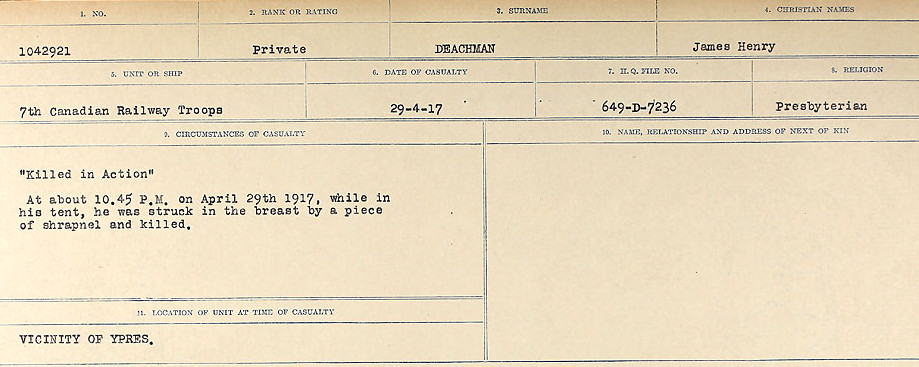 1. NO.
2. RANK OR RATING
3. SURNAME
4. CHRISTIAN NAMES
1042921
Private
DEACHMAN
James Henry
5. UNIT OR SHIP
6. DATE OF CASUALTY
7. H.Q. FILE NO.
8. RELIGION
7th Canadian Railway Troops
29-4-17
649-D-7236
Presbyterian
9. CIRCUMSTANCES OF CASUALTY
10. NAME, RELATIONSHIP AND ADDRESS OF NEXT OF KIN
"Killed in Action"
At about 10.45 P.M. on April 29th 1917, while in
his tent, he was struck in the breast by a piece
of shrapnel and killed.
11. LOCATION OF UNIT AT TIME OF CASUALTY
VICINITY OF YPRES.